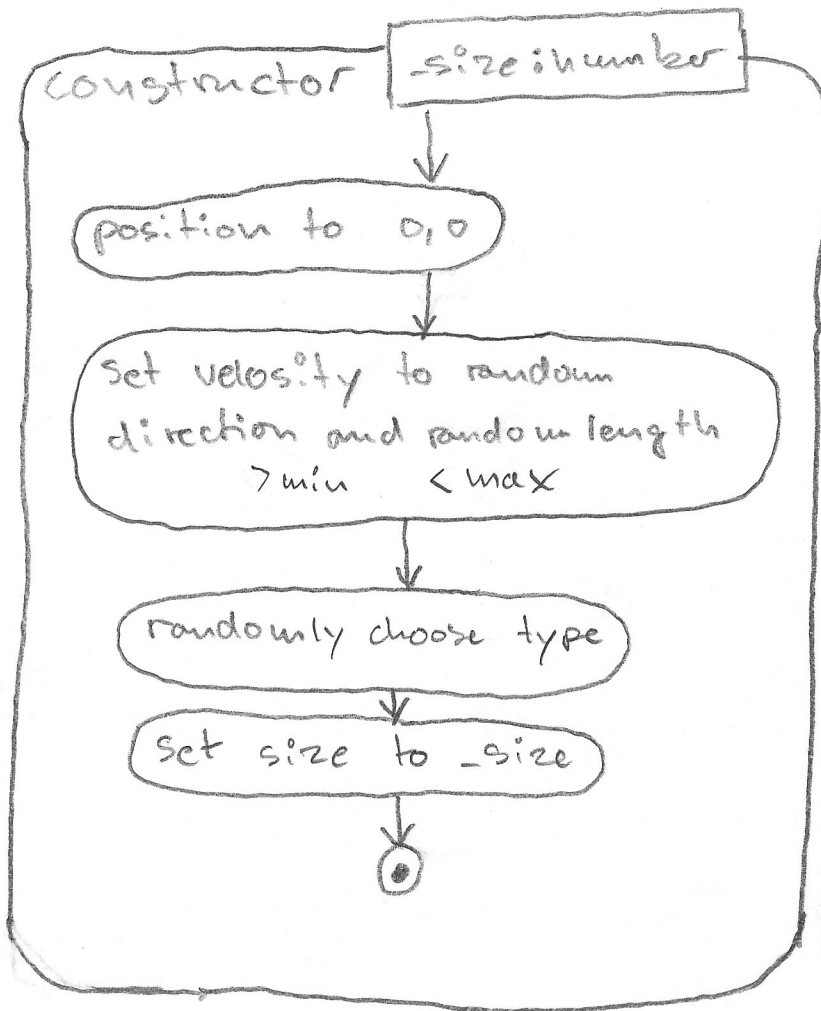 constructor
_size:number
position to 0,0
set velosity to random
direction and random length
>min <max
randomly choose type
set size to _size